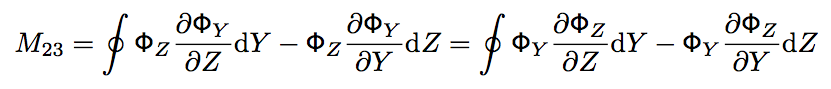 M_{23} = \oint \Phi_Z \frac{\partial \Phi_Y}{\partial Z} \mathrm{d}Y - \Phi_Z \frac{\partial \Phi_Y}{\partial Y} \mathrm{d}Z = \oint \Phi_Y \frac{\partial \Phi_Z}{\partial Z} \mathrm{d}Y - \Phi_Y \frac{\partial \Phi_Z}{\partial Y} \mathrm{d}Z